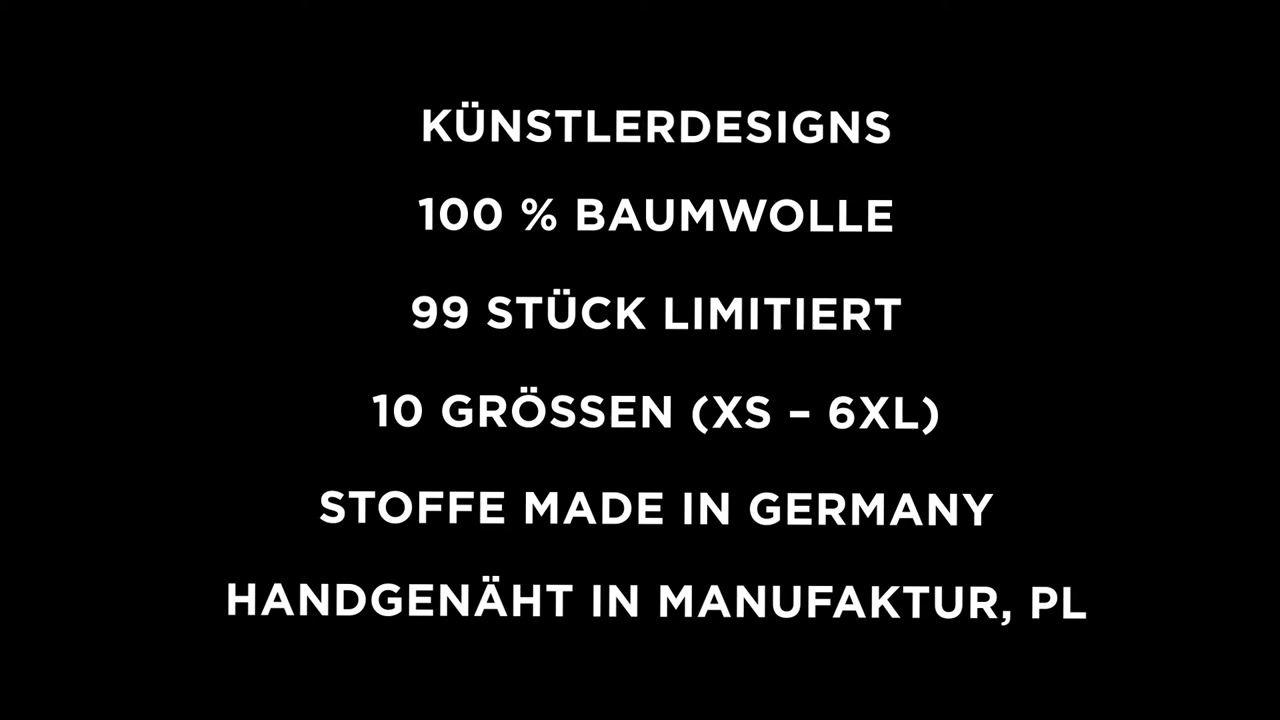 KÜNSTLERDESIGNS
100 % BAUMWOLLE
99 STÜCK LIMITIERT
10 GRÖSSEN (XS – 6XL)
STOFFE MADE IN GERMANY
HANDGENÄHT IN MANUFAKTUR, PL